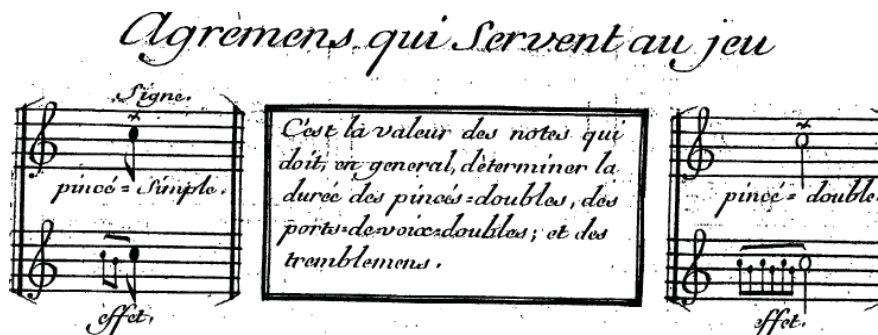 Agrémens qui Servent au jeu
Signe.
pincé=Simple.
effet.
C'est la valeur des notes qui
doit, en general, déterminer la
durée des pincés=doubles, des
ports=de=voix=doubles; et des
tremblemens.
pincé=double.
effet.